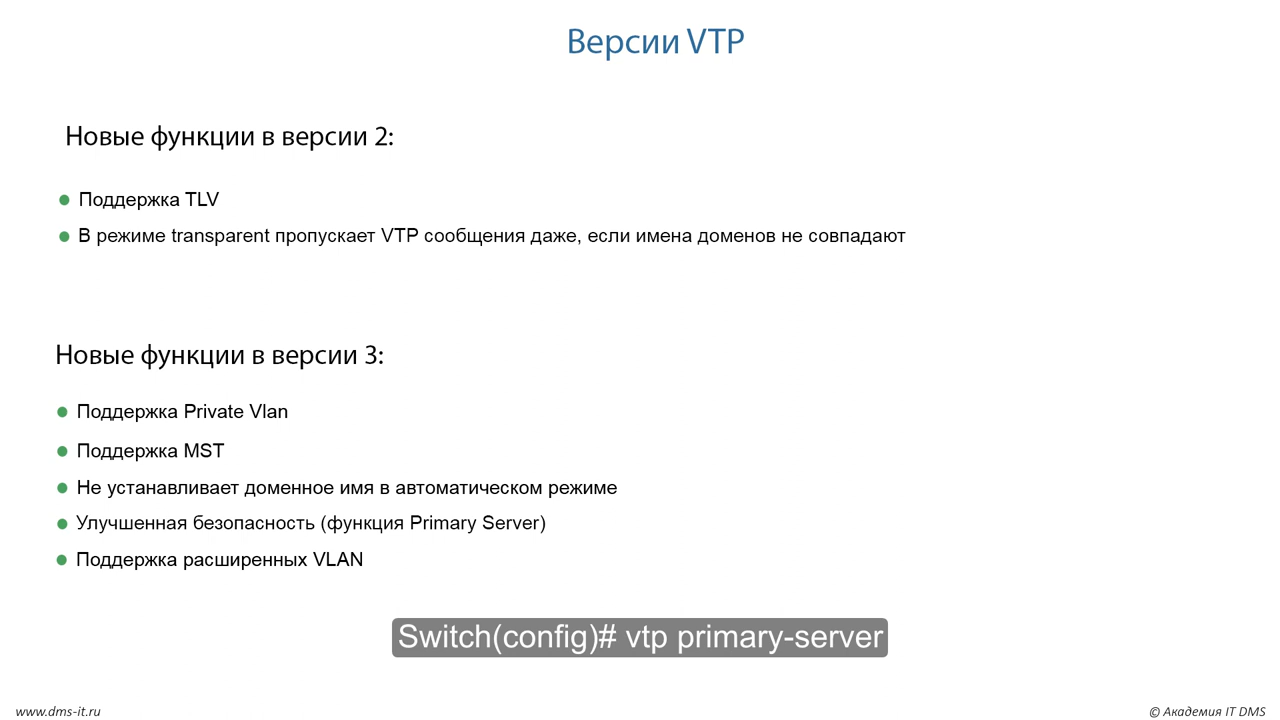 Версии VTP
Новые функции в версии 2:
Поддержка TLV
В режиме transparent пропускает VTP сообщения даже, если имена доменов не совпадают
Новые функции в версии 3:
Поддержка Private Vlan
Поддержка MST
Не устанавливает доменное имя в автоматическом режиме
Улучшенная безопасность (функция Primary Server)
Поддержка расширенных VLAN
Switch(config)# vtp primary-server
www.dms-it.ru
© Академия IT DMS